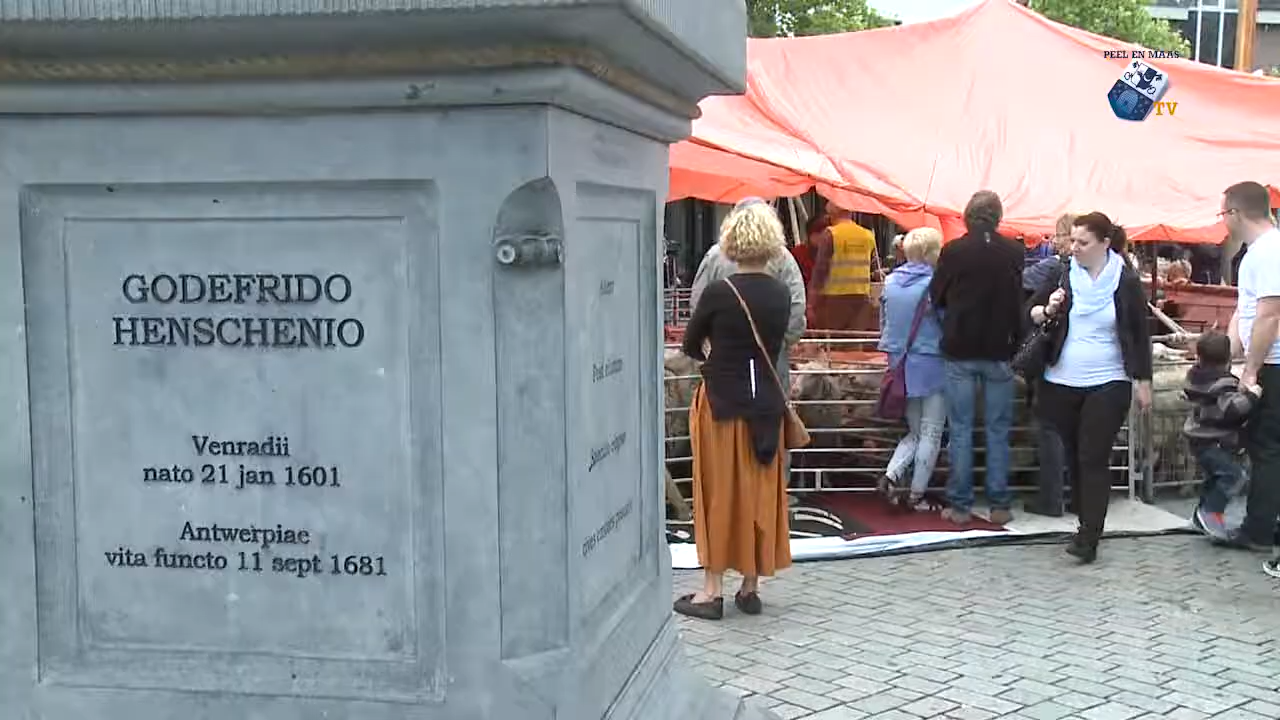 GODEFRIDO
HENSCHENIO
Venradii
nato 21 jan 1601
Antwerpiae
vita functo 11 sept 1681
PEEL EN MAAS
TV